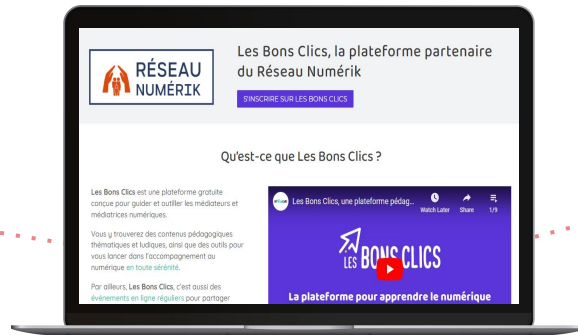 RÉSEAU
NUMÉRIK
Les Bons Clics, la plateforme partenaire
du Réseau Numérik
S'INSCRIRE SUR LES BONS CLICS
Qu'est-ce que Les Bons Clics ?
Les Bons Clics est une plateforme gratuite
conçue pour guider et outiller les médiateurs et
médiatrices numériques.
Vous y trouverez des contenus pédagogiques
thématiques et ludiques, ainsi que des outils pour
vous lancer dans l'accompagnement au
numérique en toute sérénité.
Par ailleurs, Les Bons Clics, c'est aussi des
événements en ligne réguliers pour partager
Les Bons Clics, une plateforme pédag...
Watch Later
Share
1/9
LES BONS CLICS
La plateforme pour apprendre le numérique